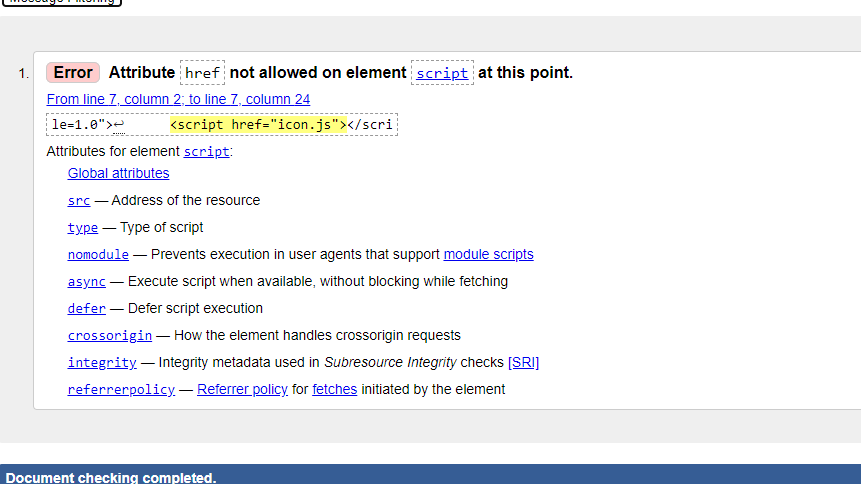 Message Filtering
1. Error Attribute href not allowed on element script at this point.
From line 7, column 2; to line 7, column 24
le=1.0">↩ <script href="icon.js"></scri
Attributes for element script:
Global attributes
src — Address of the resource
type — Type of script
nomodule — Prevents execution in user agents that support module scripts
async — Execute script when available, without blocking while fetching
defer — Defer script execution
crossorigin — How the element handles crossorigin requests
integrity — Integrity metadata used in Subresource Integrity checks [SRI]
referrerpolicy — Referrer policy for fetches initiated by the element
Document checking completed.